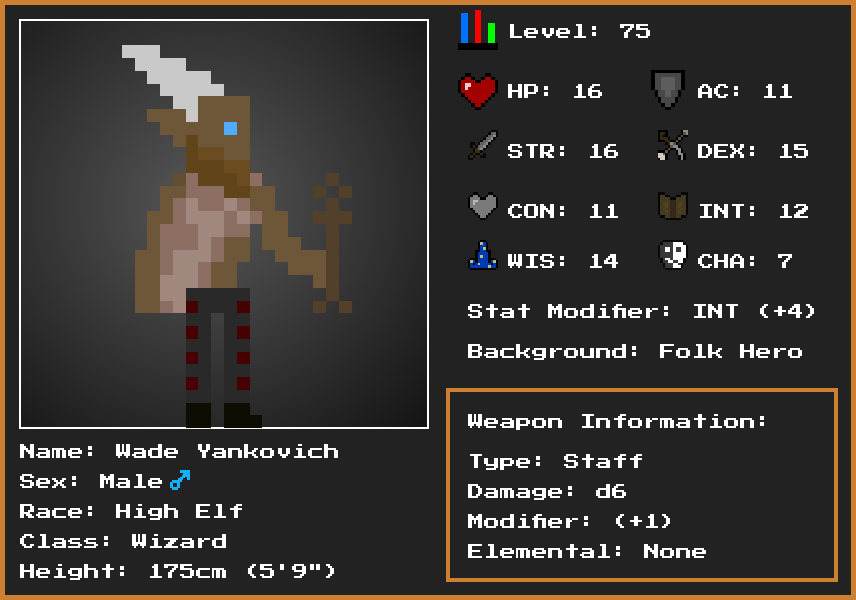 Level: 75
HP: 16
AC: 11
STR: 16
DEX: 15
CON: 11
INT: 12
WIS: 14
CHA: 7
Stat Modifier: INT (+4)
Background: Folk Hero
Weapon Information:
Type: Staff
Damage: d6
Modifier: (+1)
Elemental: None
Name: Wade Yankovich
Sex: Male♂
Race: High Elf
Class: Wizard
Height: 175cm (5'9")